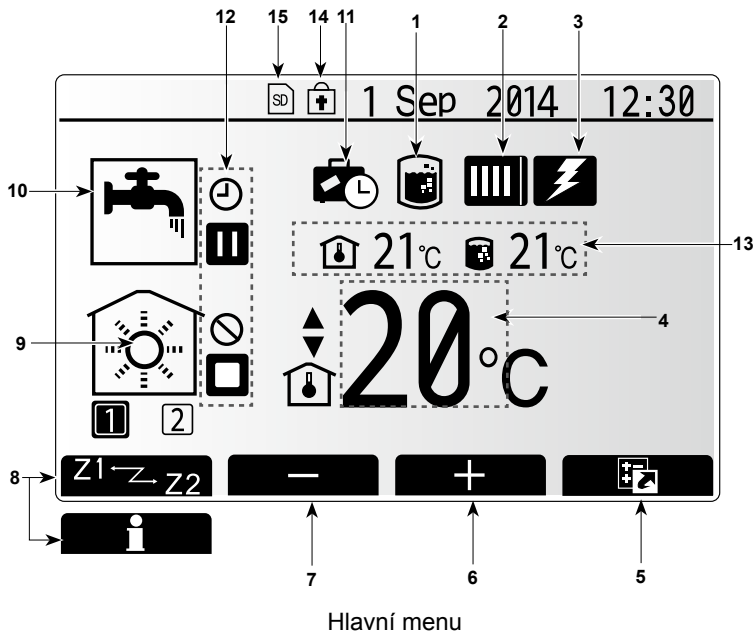 12 15 14 11 1 2 3
SD 1 Sep 2014 12:30
10
21°C 21°C 13
20°C 4
9
1 2
8 Z1 Z2 − +
i
7 6 5
Hlavní menu